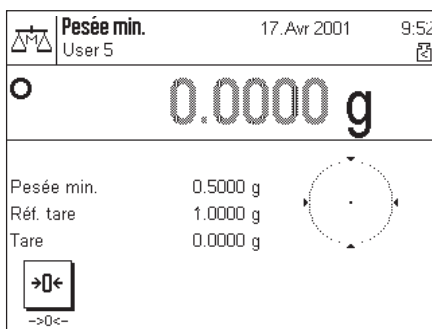 Pesée min. 17.Avr 2001 9:52
User 5
0.0000 g
Pesée min. 0.5000 g
Réf. tare 1.0000 g
Tare 0.0000 g
→0←
–>0<–